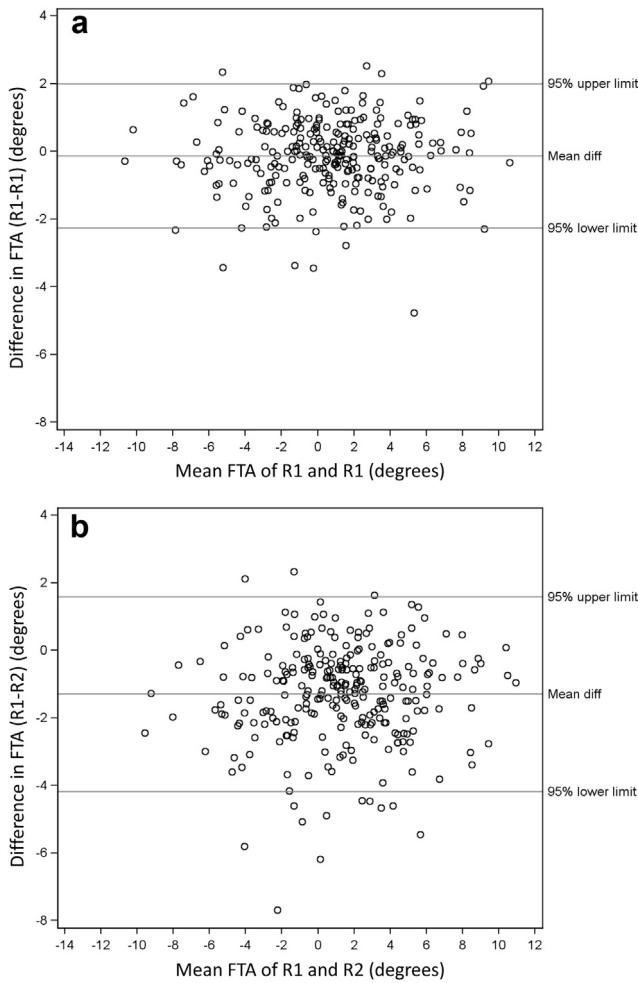 a
4
2
0
-2
-4
-6
-8
Difference in FTA (R1-R1) (degrees)
95% upper limit
Mean diff
95% lower limit
-14 -12 -10 -8 -6 -4 -2 0 2 4 6 8 10 12
Mean FTA of R1 and R1 (degrees)
b
4
2
0
-2
-4
-6
-8
Difference in FTA (R1-R2) (degrees)
95% upper limit
Mean diff
95% lower limit
-14 -12 -10 -8 -6 -4 -2 0 2 4 6 8 10 12
Mean FTA of R1 and R2 (degrees)